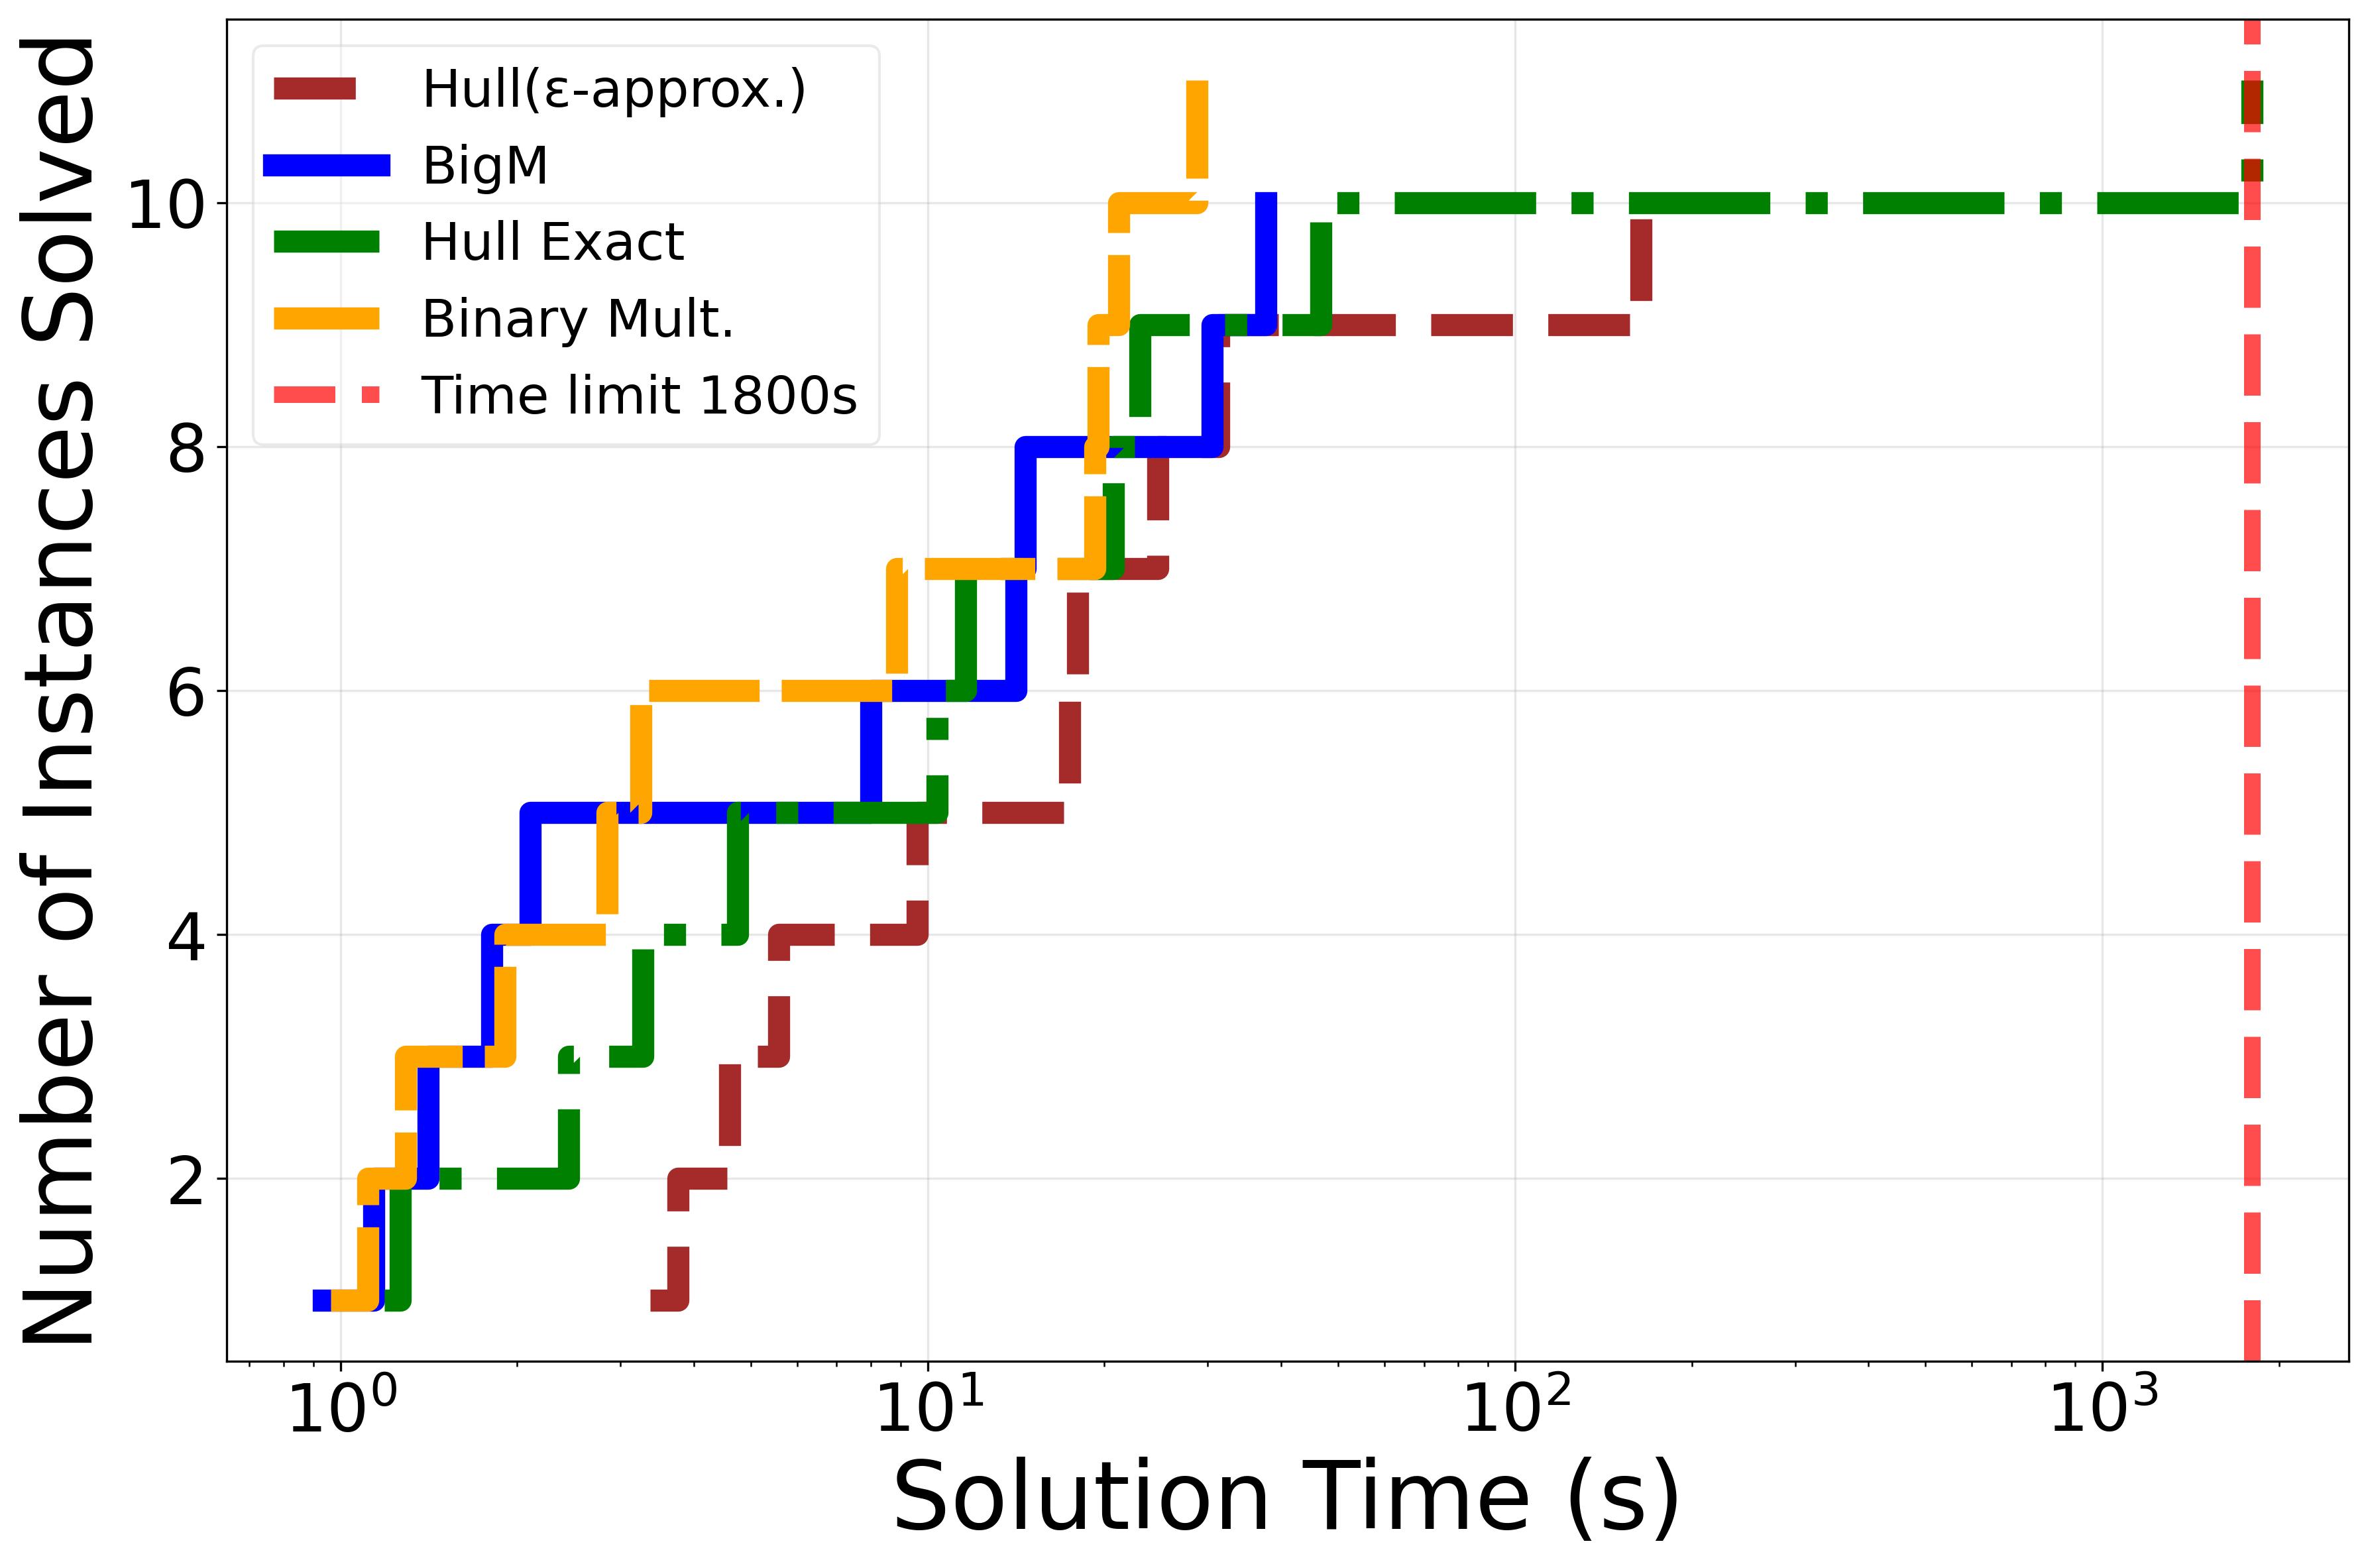 Number of Instances Solved
Hull(ε-approx.)
BigM
Hull Exact
Binary Mult.
Time limit 1800s
10
8
6
4
2
10⁰
10¹
10²
10³
Solution Time (s)